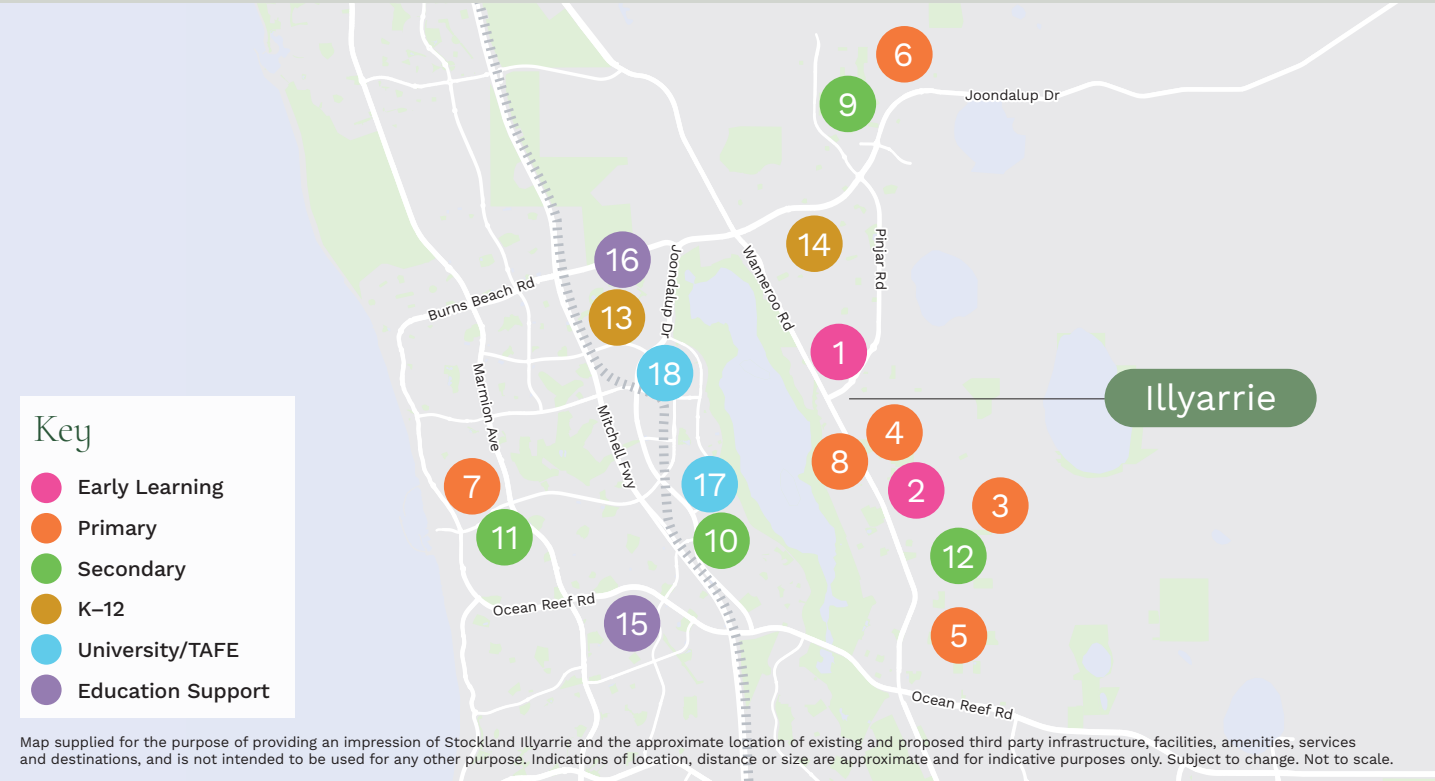 6
Joondalup Dr
9
14
Pinjar Rd
16
Joondalup Dr
Wanneroo Rd
Burns Beach Rd
13
1
18
Illyarrie
Marmion Ave
Mitchell Fwy
4
8
7
17
2
3
11
10
12
Ocean Reef Rd
15
5
Ocean Reef Rd
Key
Early Learning
Primary
Secondary
K–12
University/TAFE
Education Support
Map supplied for the purpose of providing an impression of Stockland Illyarrie and the approximate location of existing and proposed third party infrastructure, facilities, amenities, services
and destinations, and is not intended to be used for any other purpose. Indications of location, distance or size are approximate and for indicative purposes only. Subject to change. Not to scale.